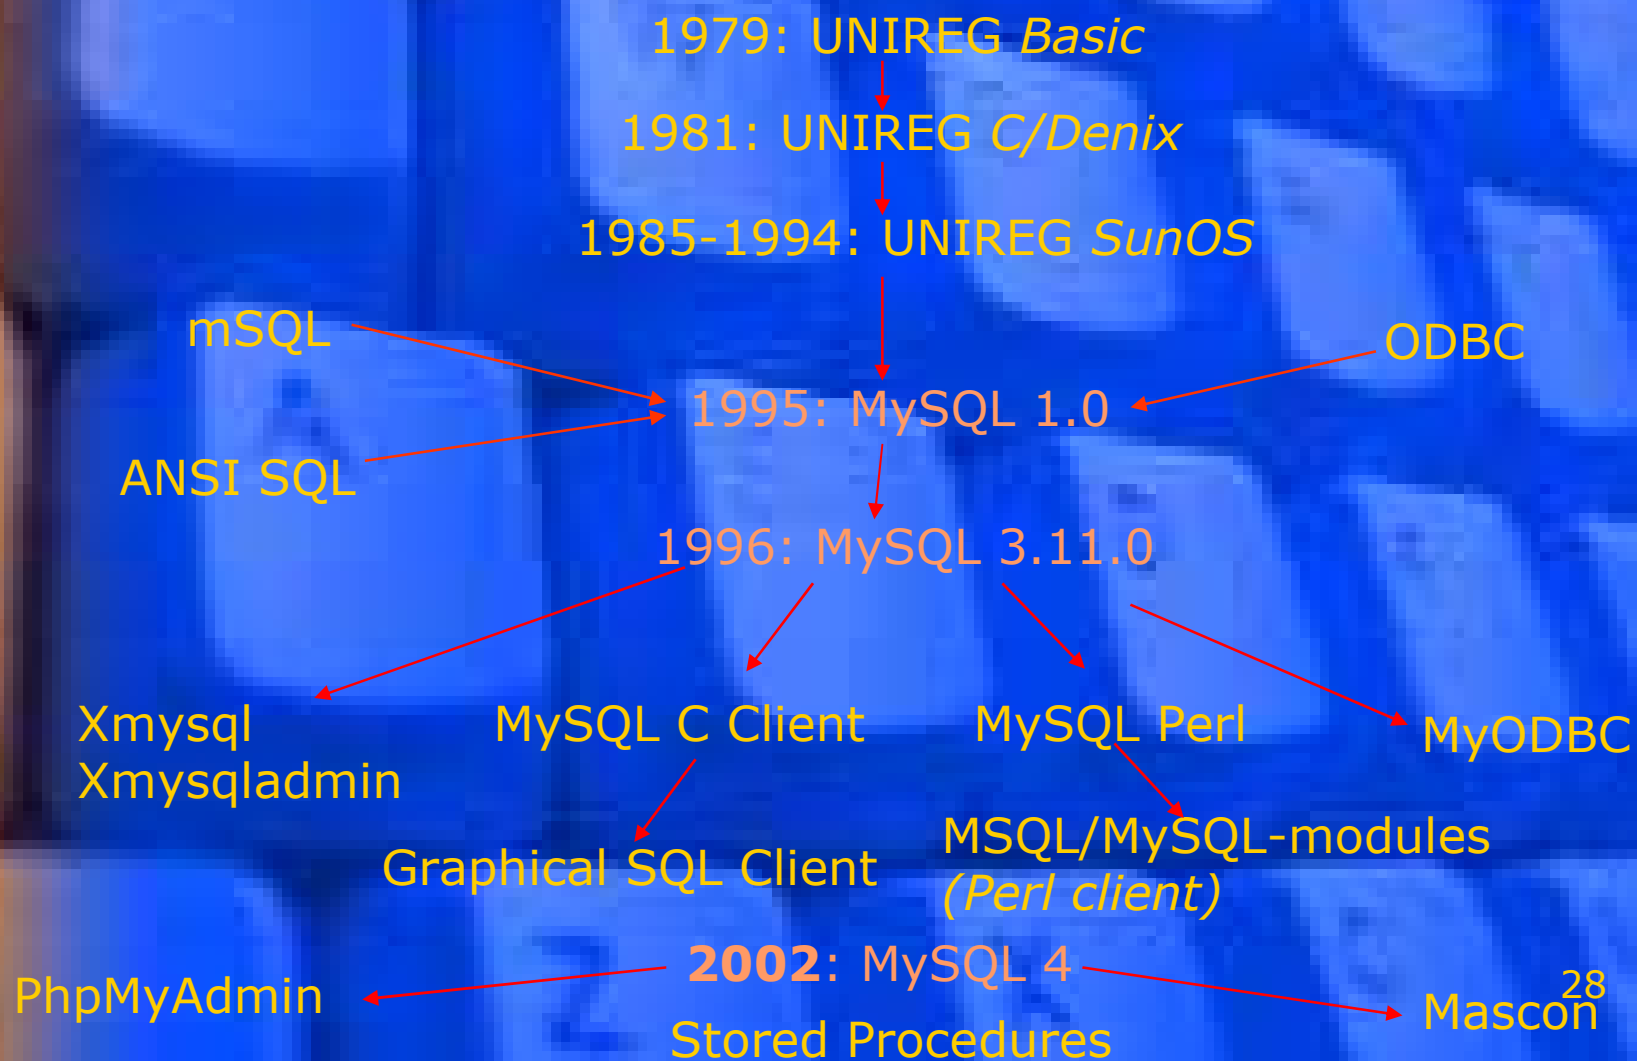 1979: UNIREG Basic
1981: UNIREG C/Denix
1985-1994: UNIREG SunOS
mSQL
ODBC
1995: MySQL 1.0
ANSI SQL
1996: MySQL 3.11.0
Xmysql
Xmysqladmin
MySQL C Client
MySQL Perl
MyODBC
Graphical SQL Client
MSQL/MySQL-modules
(Perl client)
2002: MySQL 4
PhpMyAdmin
Mascon
Stored Procedures
28